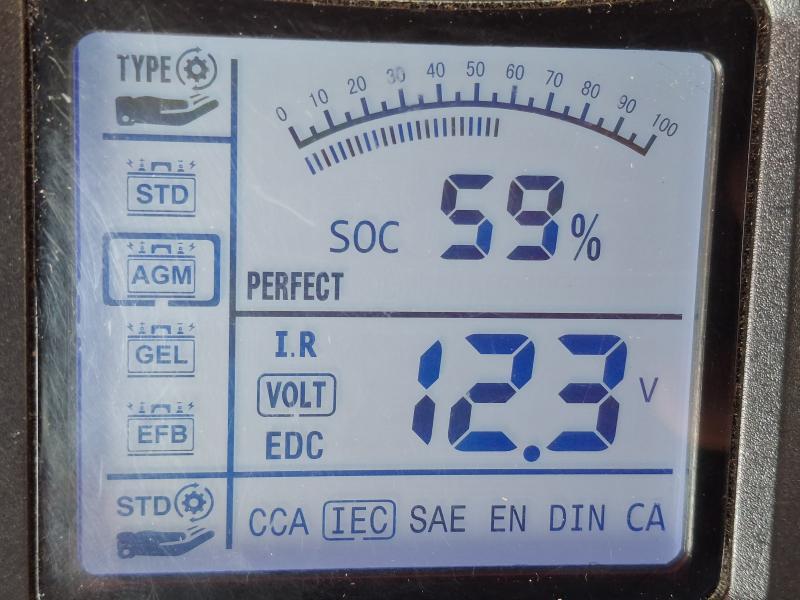 TYPE
0 10 20 30 40 50 60 70 80 90 100
STD
SOC 59 %
AGM
PERFECT
I.R
GEL
VOLT 12.3 V
EFB
EDC
STD
CCA IEC SAE EN DIN CA